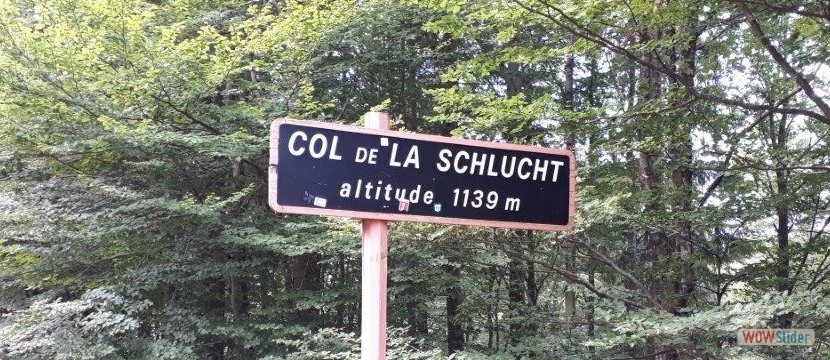 COL DE LA SCHLUCHT
altitude 1139 m
WOWSlider